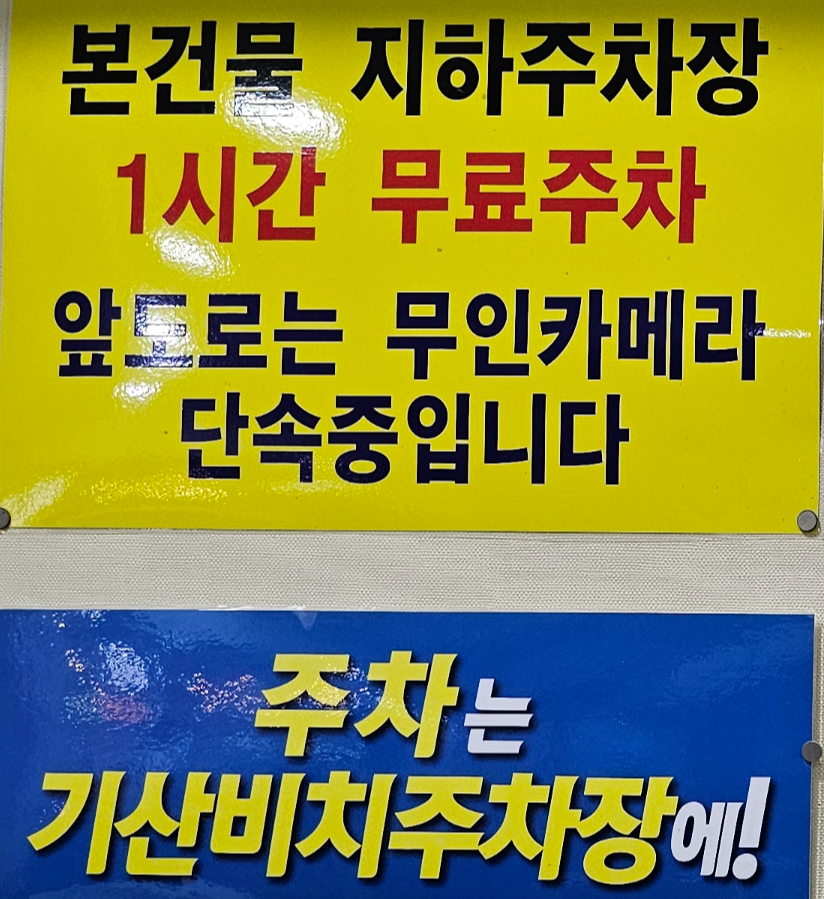 본건물 지하주차장
1시간 무료주차
앞도로는 무인카메라
단속중입니다
주차는
기산비치주차장에!